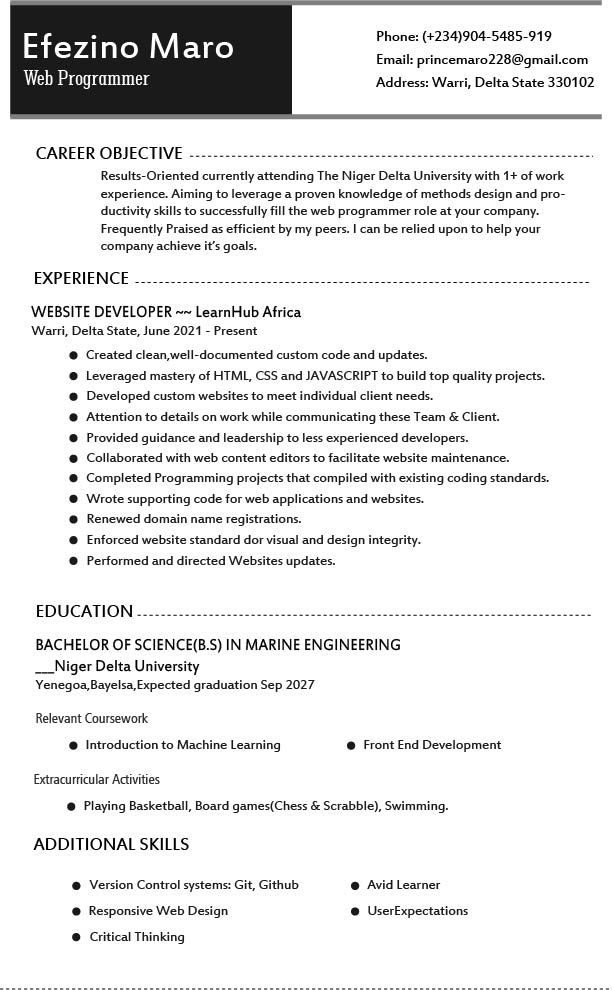 Efezino Maro
Web Programmer
Phone: (+234)904-5485-919
Email: princemaro228@gmail.com
Address: Warri, Delta State 330102
CAREER OBJECTIVE
Results-Oriented currently attending The Niger Delta University with 1+ of work
experience. Aiming to leverage a proven knowledge of methods design and pro-
ductivity skills to successfully fill the web programmer role at your company.
Frequently Praised as efficient by my peers. I can be relied upon to help your
company achieve it's goals.
EXPERIENCE
WEBSITE DEVELOPER ~~ LearnHub Africa
Warri, Delta State, June 2021 - Present
● Created clean,well-documented custom code and updates.
● Leveraged mastery of HTML, CSS and JAVASCRIPT to build top quality projects.
● Developed custom websites to meet individual client needs.
● Attention to details on work while communicating these Team & Client.
● Provided guidance and leadership to less experienced developers.
● Collaborated with web content editors to facilitate website maintenance.
● Completed Programming projects that compiled with existing coding standards.
● Wrote supporting code for web applications and websites.
● Renewed domain name registrations.
● Enforced website standard dor visual and design integrity.
● Performed and directed Websites updates.
EDUCATION
BACHELOR OF SCIENCE(B.S) IN MARINE ENGINEERING
___Niger Delta University
Yenegoa,Bayelsa,Expected graduation Sep 2027
Relevant Coursework
● Introduction to Machine Learning ● Front End Development
Extracurricular Activities
● Playing Basketball, Board games(Chess & Scrabble), Swimming.
ADDITIONAL SKILLS
● Version Control systems: Git, Github ● Avid Learner
● Responsive Web Design ● UserExpectations
● Critical Thinking